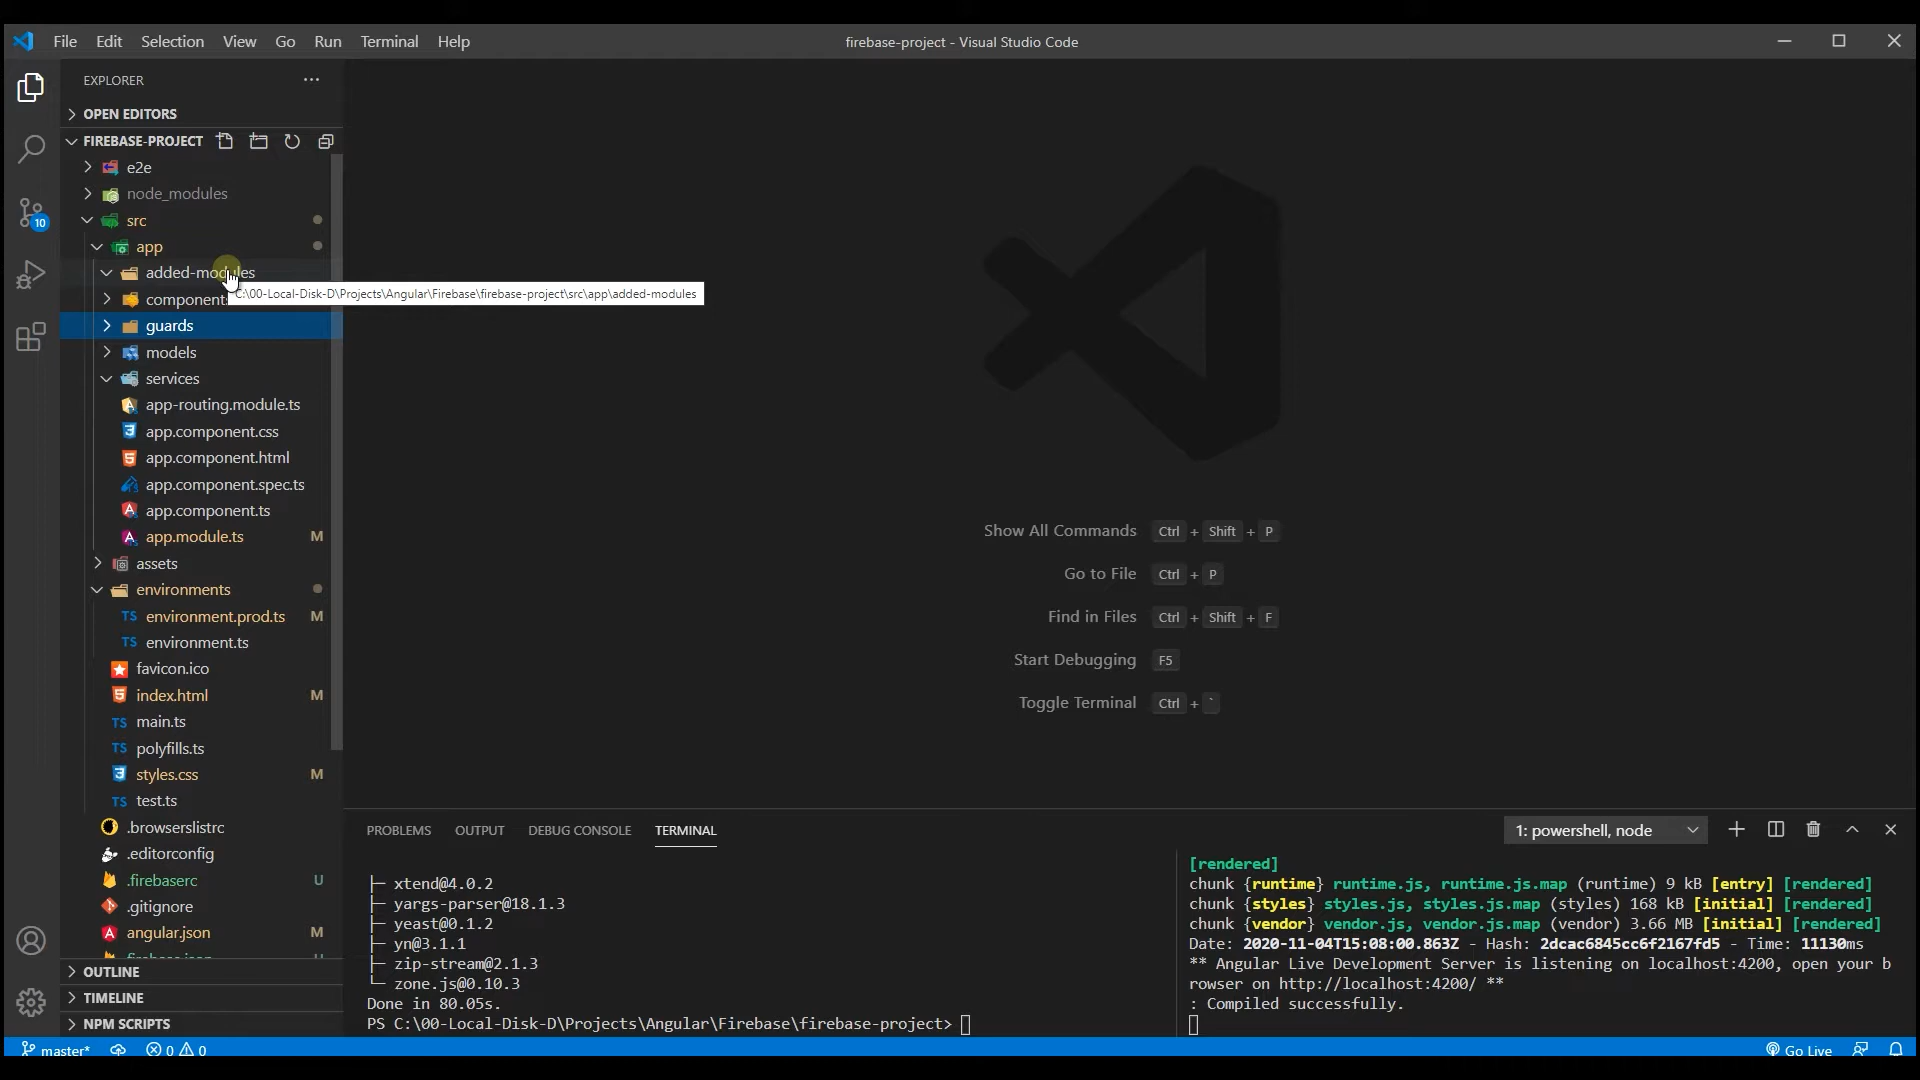 File Edit Selection View Go Run Terminal Help
firebase-project - Visual Studio Code
EXPLORER
OPEN EDITORS
FIREBASE-PROJECT
e2e
node_modules
src
app
added-modules
components
C:\00-Local-Disk-D\Projects\Angular\Firebase\firebase-project\src\app\added-modules
guards
models
services
app-routing.module.ts
app.component.css
app.component.html
app.component.spec.ts
app.component.ts
app.module.ts M
assets
environments
TS environment.prod.ts M
TS environment.ts
favicon.ico
index.html M
TS main.ts
TS polyfills.ts
styles.css M
TS test.ts
.browserslistrc
.editorconfig
.firebaserc U
.gitignore
angular.json M
firebase.json U
OUTLINE
TIMELINE
NPM SCRIPTS
10
Show All Commands Ctrl + Shift + P
Go to File Ctrl + P
Find in Files Ctrl + Shift + F
Start Debugging F5
Toggle Terminal Ctrl + `
PROBLEMS OUTPUT DEBUG CONSOLE TERMINAL
1: powershell, node
├─ xtend@4.0.2
├─ yargs-parser@18.1.3
├─ yeast@0.1.2
├─ yn@3.1.1
├─ zip-stream@2.1.3
└─ zone.js@0.10.3
Done in 80.05s.
PS C:\00-Local-Disk-D\Projects\Angular\Firebase\firebase-project>
[rendered]
chunk {runtime} runtime.js, runtime.js.map (runtime) 9 kB [entry] [rendered]
chunk {styles} styles.js, styles.js.map (styles) 168 kB [initial] [rendered]
chunk {vendor} vendor.js, vendor.js.map (vendor) 3.66 MB [initial] [rendered]
Date: 2020-11-04T15:08:00.863Z - Hash: 2dcac6845cc6f2167fd5 - Time: 11130ms
** Angular Live Development Server is listening on localhost:4200, open your b
rowser on http://localhost:4200/ **
: Compiled successfully.
master* 0 0
Go Live